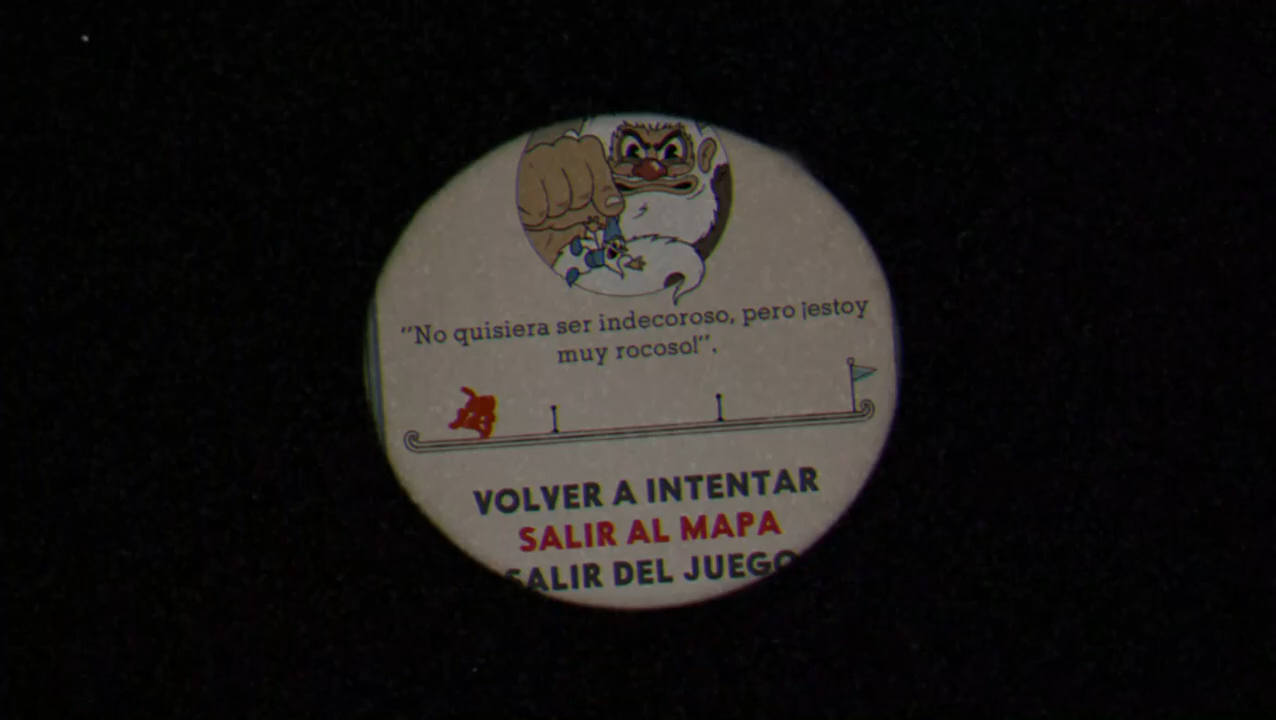 “No quisiera ser indecoroso, pero ¡estoy
muy rocoso!”.
VOLVER A INTENTAR
SALIR AL MAPA
SALIR DEL JUEGO